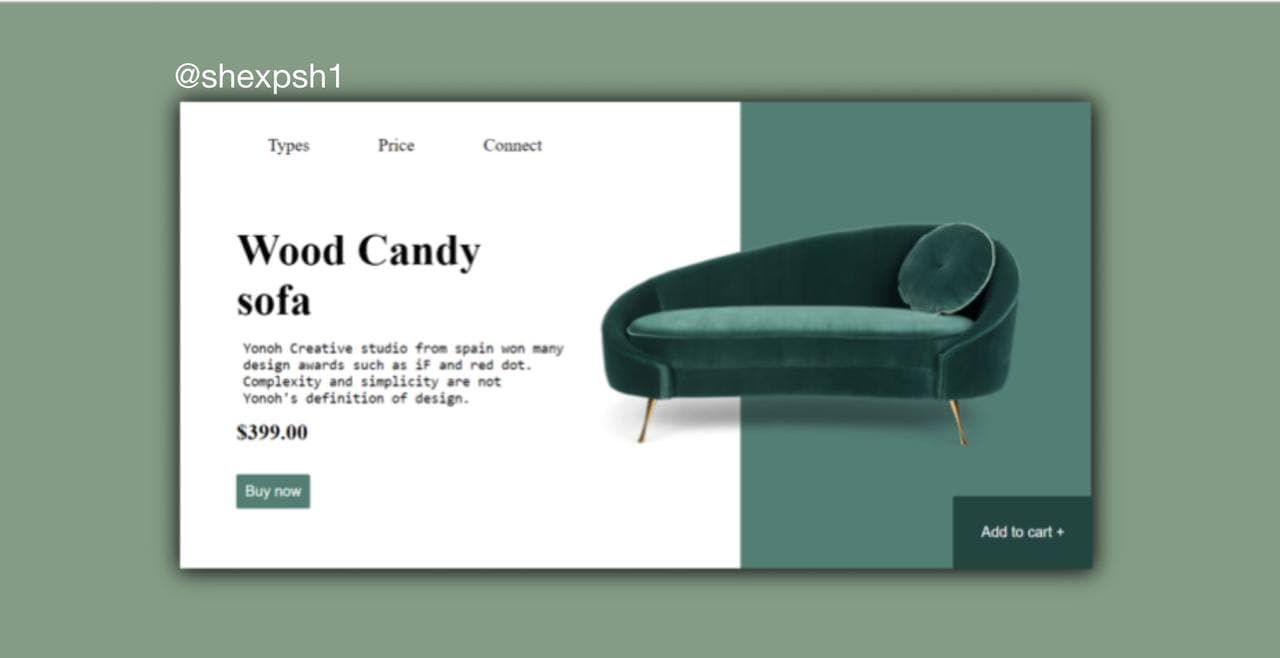 @shexpsh1
Types Price Connect
Wood Candy
sofa
Yonoh Creative studio from spain won many
design awards such as iF and red dot.
Complexity and simplicity are not
Yonoh's definition of design.
$399.00
Buy now
Add to cart +